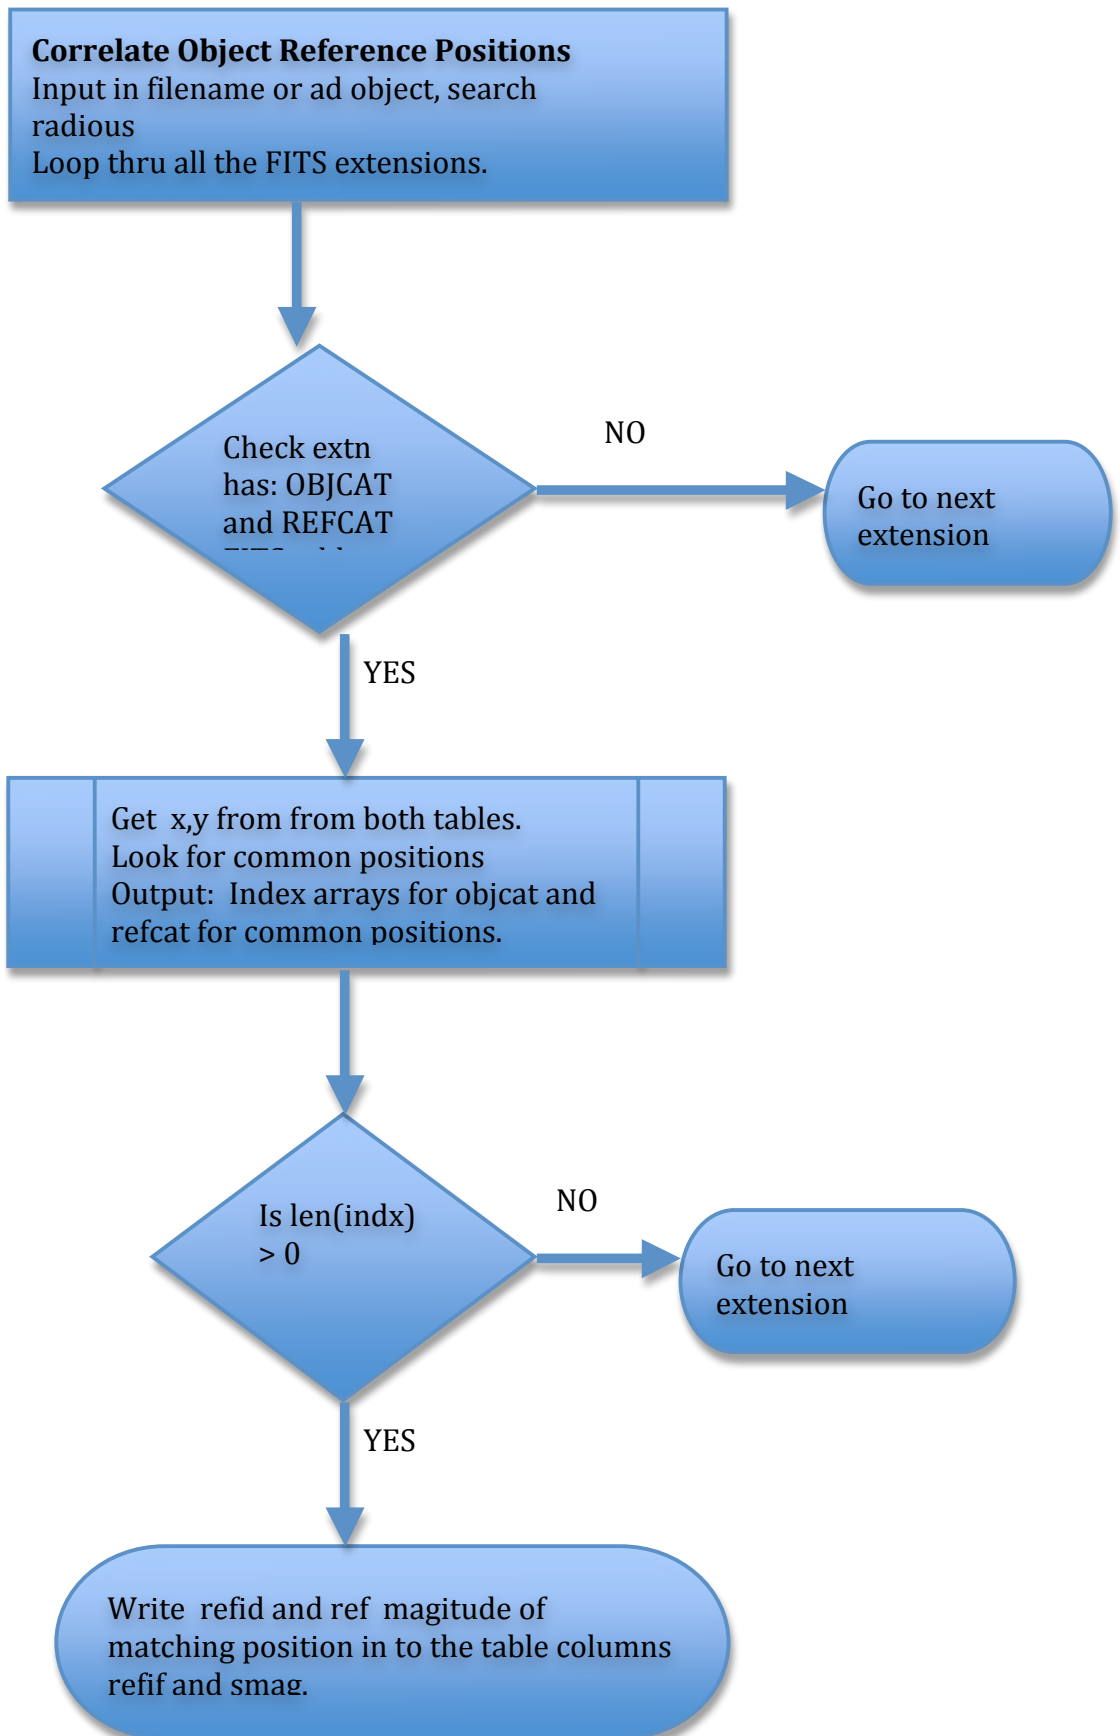 Correlate Object Reference Positions
Input in filename or ad object, search
radious
Loop thru all the FITS extensions.
Check extn
has: OBJCAT
and REFCAT
NO
Go to next
extension
YES
Get x,y from from both tables.
Look for common positions
Output: Index arrays for objcat and
refcat for common positions.
Is len(indx)
> 0
NO
Go to next
extension
YES
Write refid and ref magitude of
matching position in to the table columns
refif and smag.